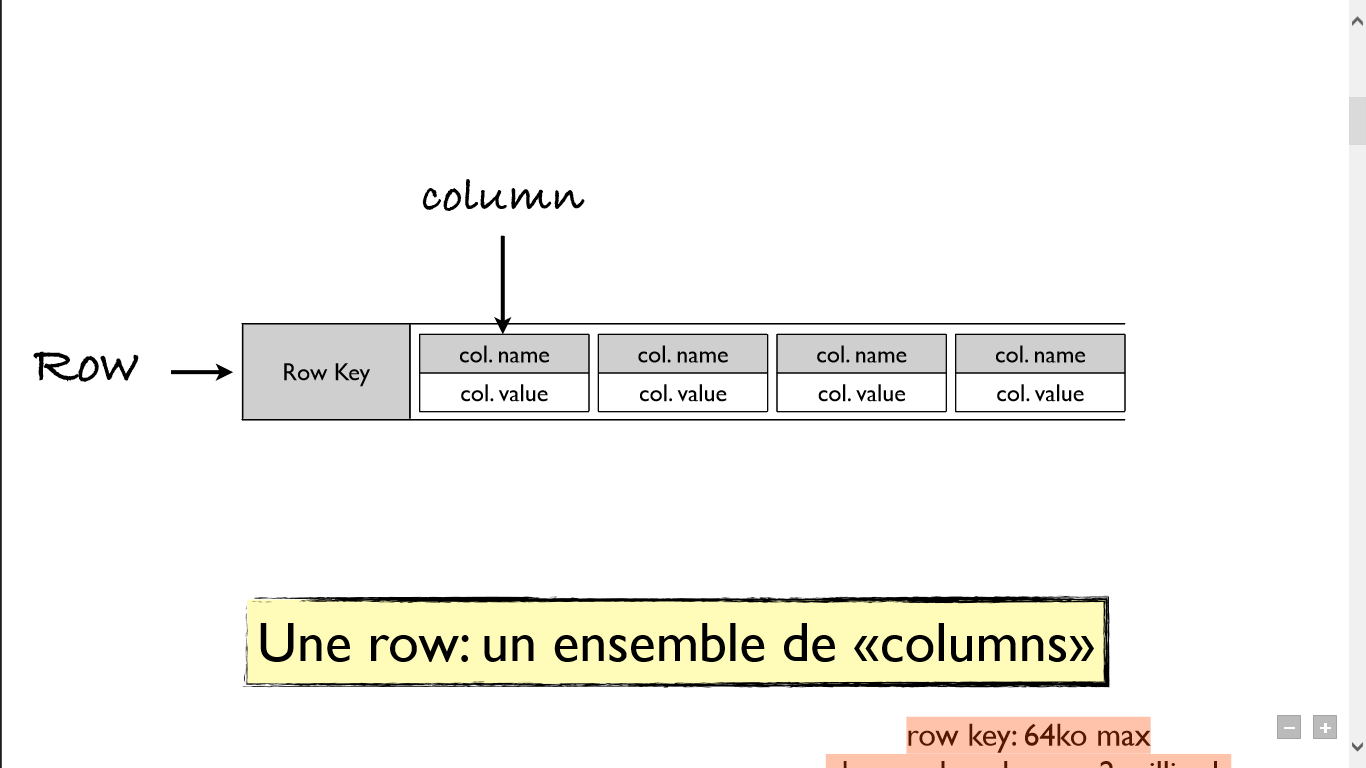 column
Row
Row Key
col. name col. name col. name col. name
col. value col. value col. value col. value
Une row: un ensemble de «columns»
row key: 64ko max